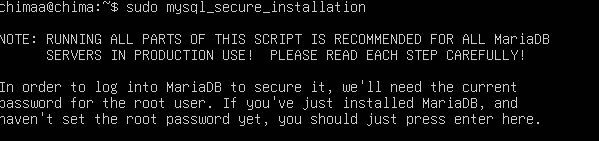 chimaa@chima:~$ sudo mysql_secure_installation
NOTE: RUNNING ALL PARTS OF THIS SCRIPT IS RECOMMENDED FOR ALL MariaDB
SERVERS IN PRODUCTION USE!  PLEASE READ EACH STEP CAREFULLY!
In order to log into MariaDB to secure it, we'll need the current
password for the root user. If you've just installed MariaDB, and
haven't set the root password yet, you should just press enter here.